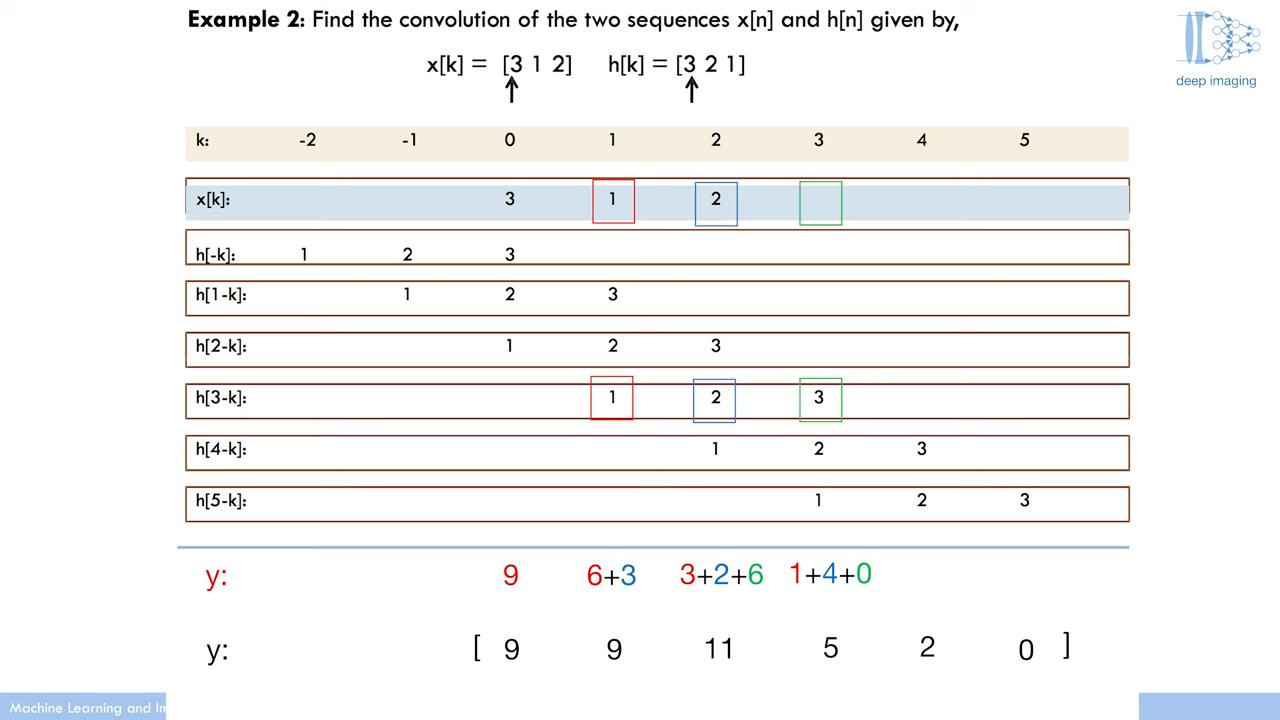 Example 2: Find the convolution of the two sequences x[n] and h[n] given by,
x[k] = [3 1 2] h[k] = [3 2 1]
deep imaging
k: -2 -1 0 1 2 3 4 5
x[k]: 3 1 2
h[-k]: 1 2 3
h[1-k]: 1 2 3
h[2-k]: 1 2 3
h[3-k]: 1 2 3
h[4-k]: 1 2 3
h[5-k]: 1 2 3
y: 9 6+3 3+2+6 1+4+0
y: [ 9 9 11 5 2 0 ]
Machine Learning and